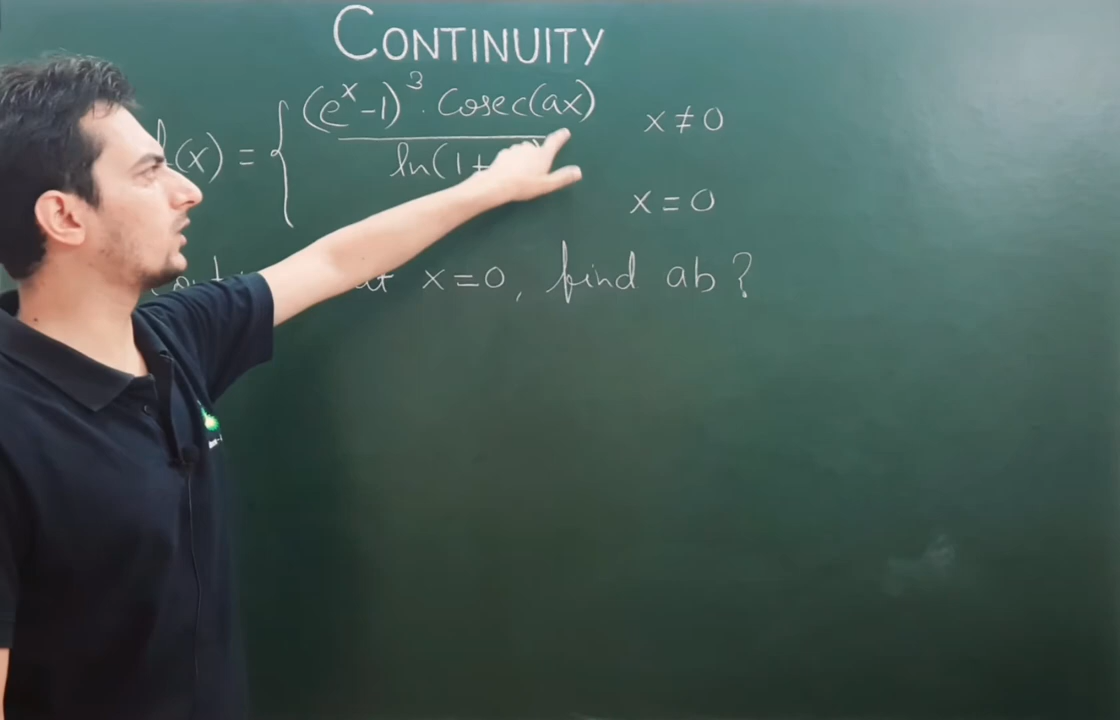 CONTINUITY
(x) = { (e^x-1)^3 . Cosec(ax) x ≠ 0
ln(1+
x = 0
at x=0, find ab ?